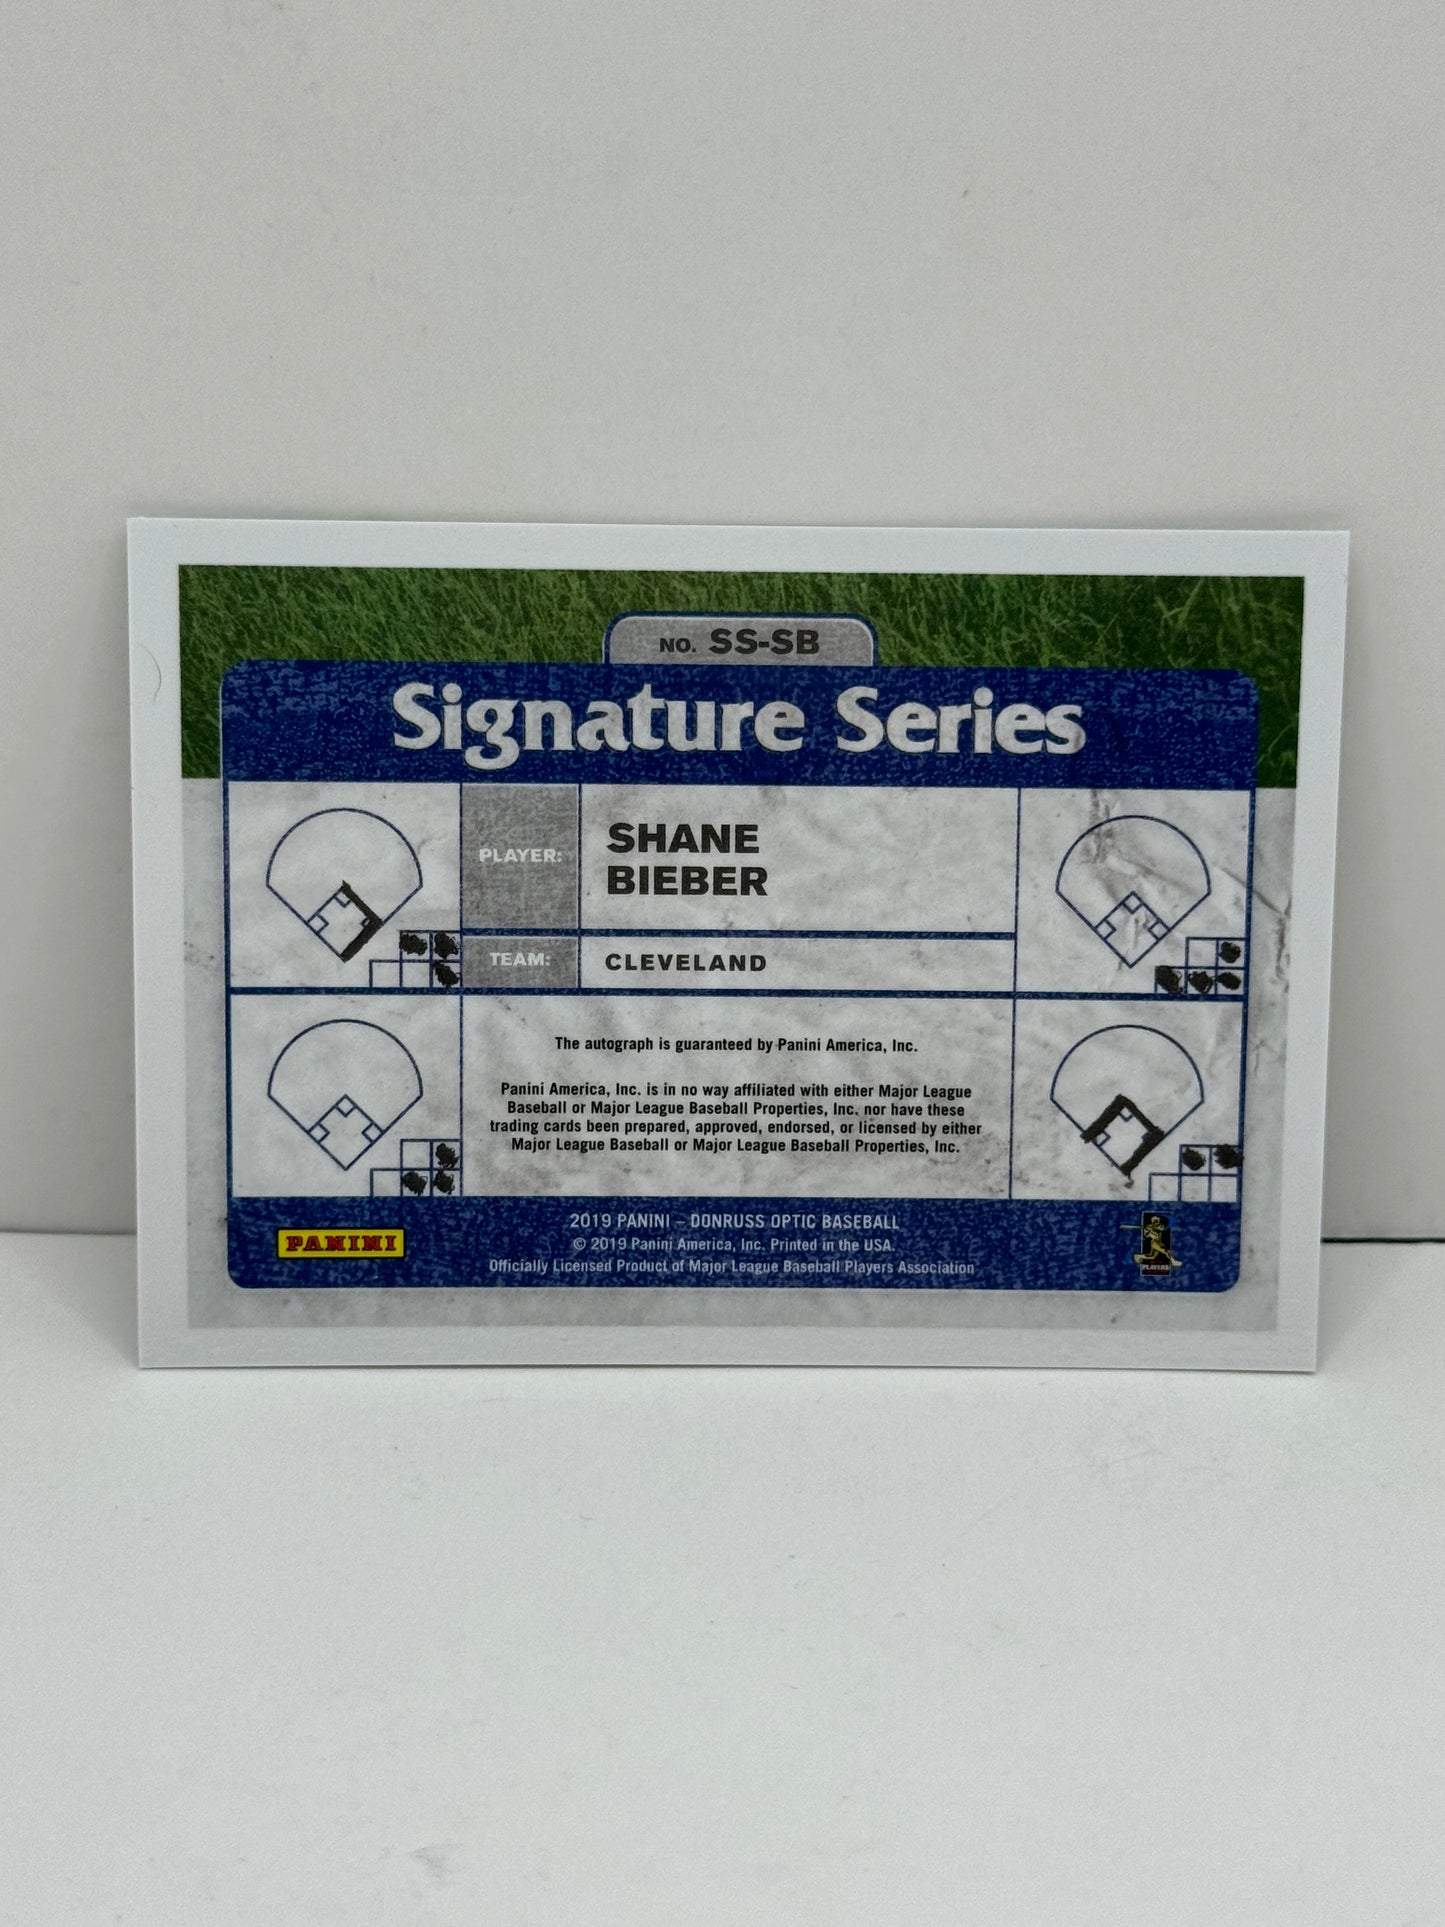 NO. SS-SB
Signature Series
PLAYER:
SHANE
BIEBER
TEAM:
CLEVELAND
The autograph is guaranteed by Panini America, Inc.
Panini America, Inc. is in no way affiliated with either Major League
Baseball or Major League Baseball Properties, Inc. nor have these
trading cards been prepared, approved, endorsed, or licensed by either
Major League Baseball or Major League Baseball Properties, Inc.
PANINI
2019 PANINI – DONRUSS OPTIC BASEBALL
© 2019 Panini America, Inc. Printed in the USA.
Officially Licensed Product of Major League Baseball Players Association
PLAYERS